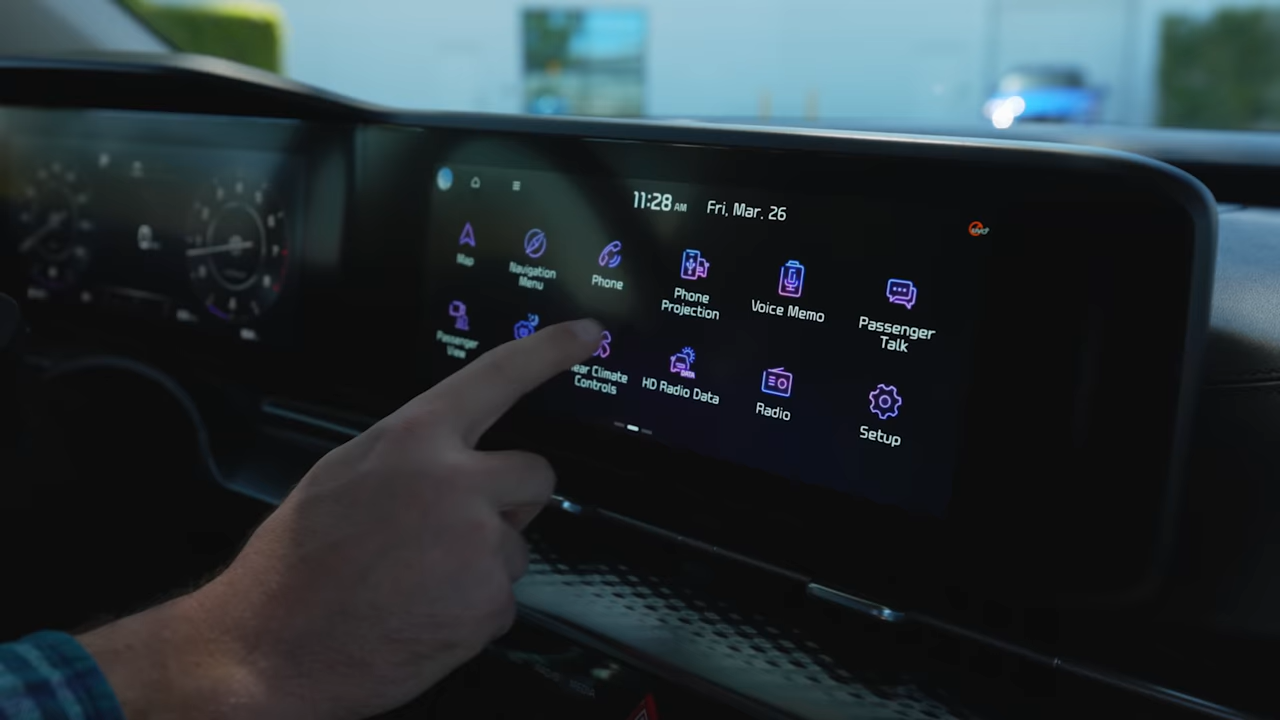 11:28 AM Fri, Mar. 26
Map
Navigation
Menu
Phone
Phone
Projection
Voice Memo
Passenger
Talk
Passenger
View
Climate
Controls
HD Radio Data
DATA
Radio
Setup